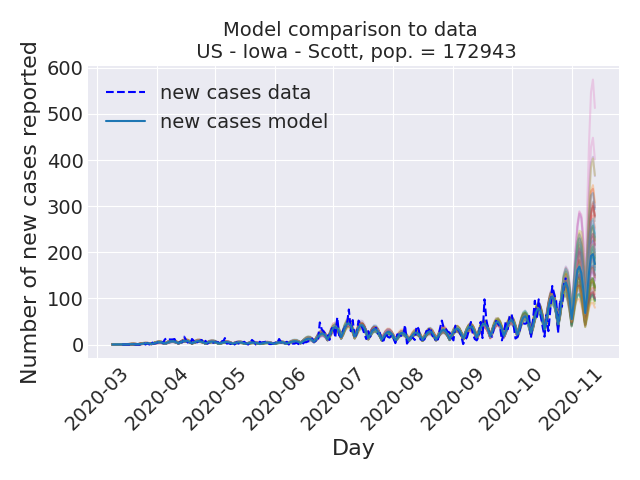 Model comparison to data
US - Iowa - Scott, pop. = 172943
Number of new cases reported
600
500
400
300
200
100
0
new cases data
new cases model
2020-03
2020-04
2020-05
2020-06
2020-07
2020-08
2020-09
2020-10
2020-11
Day